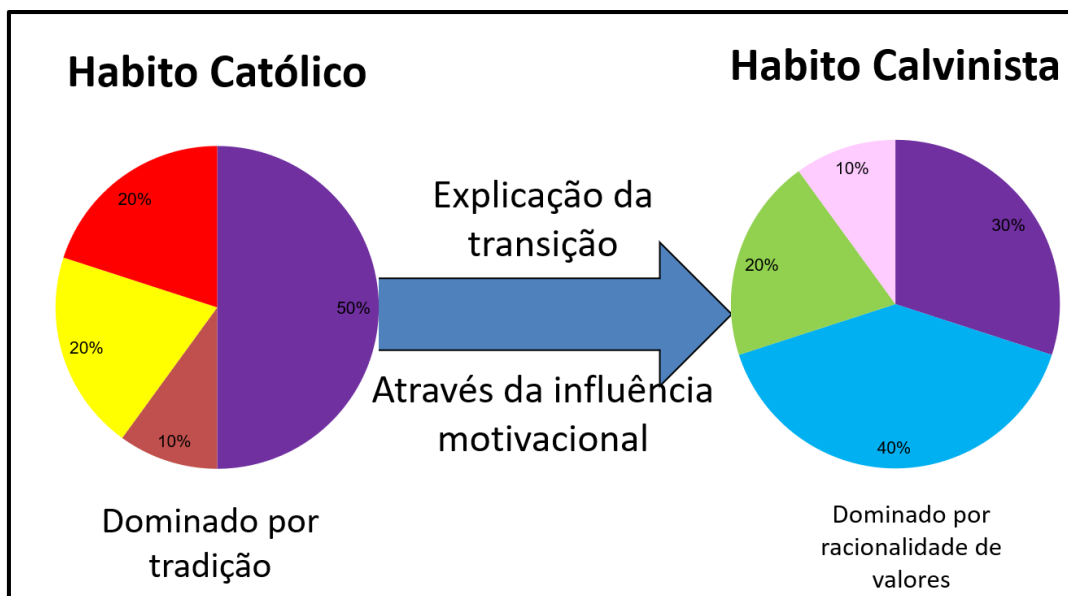 Habito Católico
20%
50%
20%
10%
Dominado por
tradição
Explicação da
transição
Através da influência
motivacional
Habito Calvinista
10%
30%
20%
40%
Dominado por
racionalidade de
valores